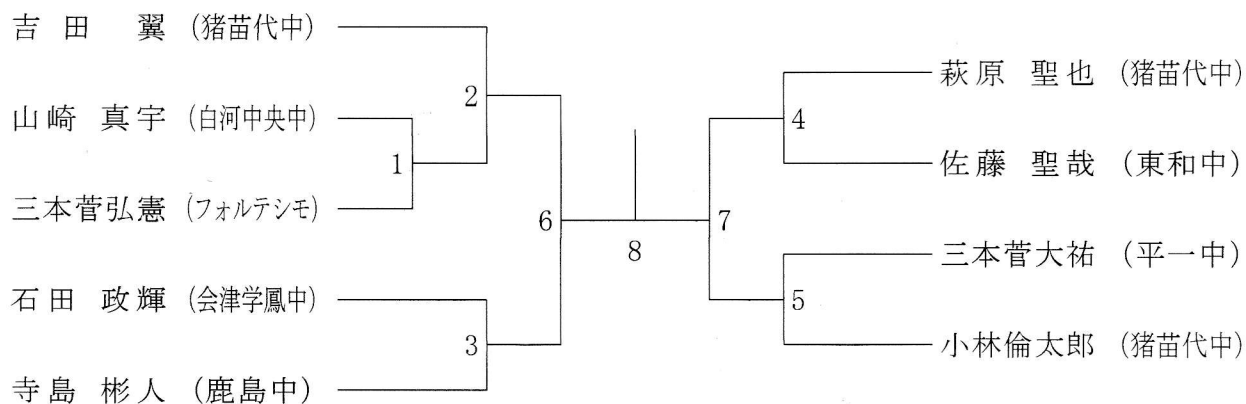 吉田 翼 (猪苗代中)
山崎 真宇 (白河中央中)
三本菅弘憲 (フォルテシモ)
石田 政輝 (会津学鳳中)
寺島 彬人 (鹿島中)
2
1
3
6
8
7
4
5
萩原 聖也 (猪苗代中)
佐藤 聖哉 (東和中)
三本菅大祐 (平一中)
小林倫太郎 (猪苗代中)